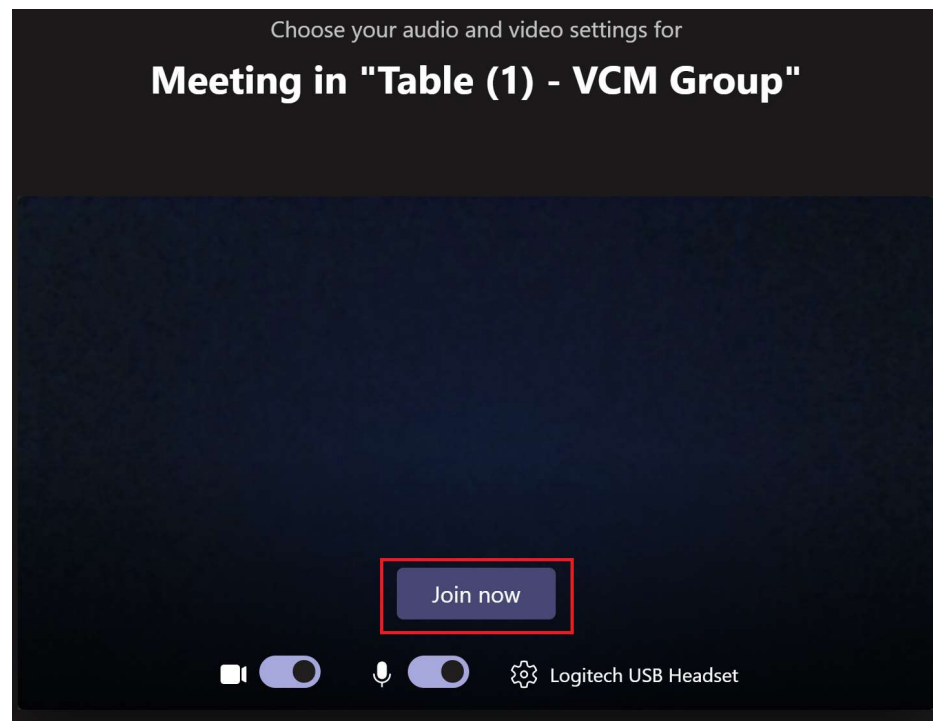 Choose your audio and video settings for
Meeting in "Table (1) - VCM Group"
Join now
Logitech USB Headset